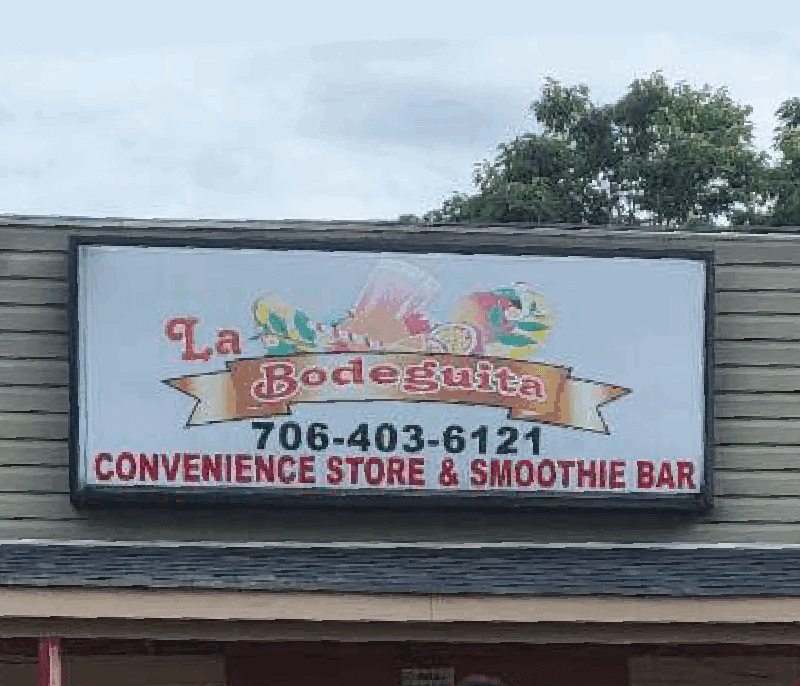 La
Bodeguita
706-403-6121
CONVENIENCE STORE & SMOOTHIE BAR